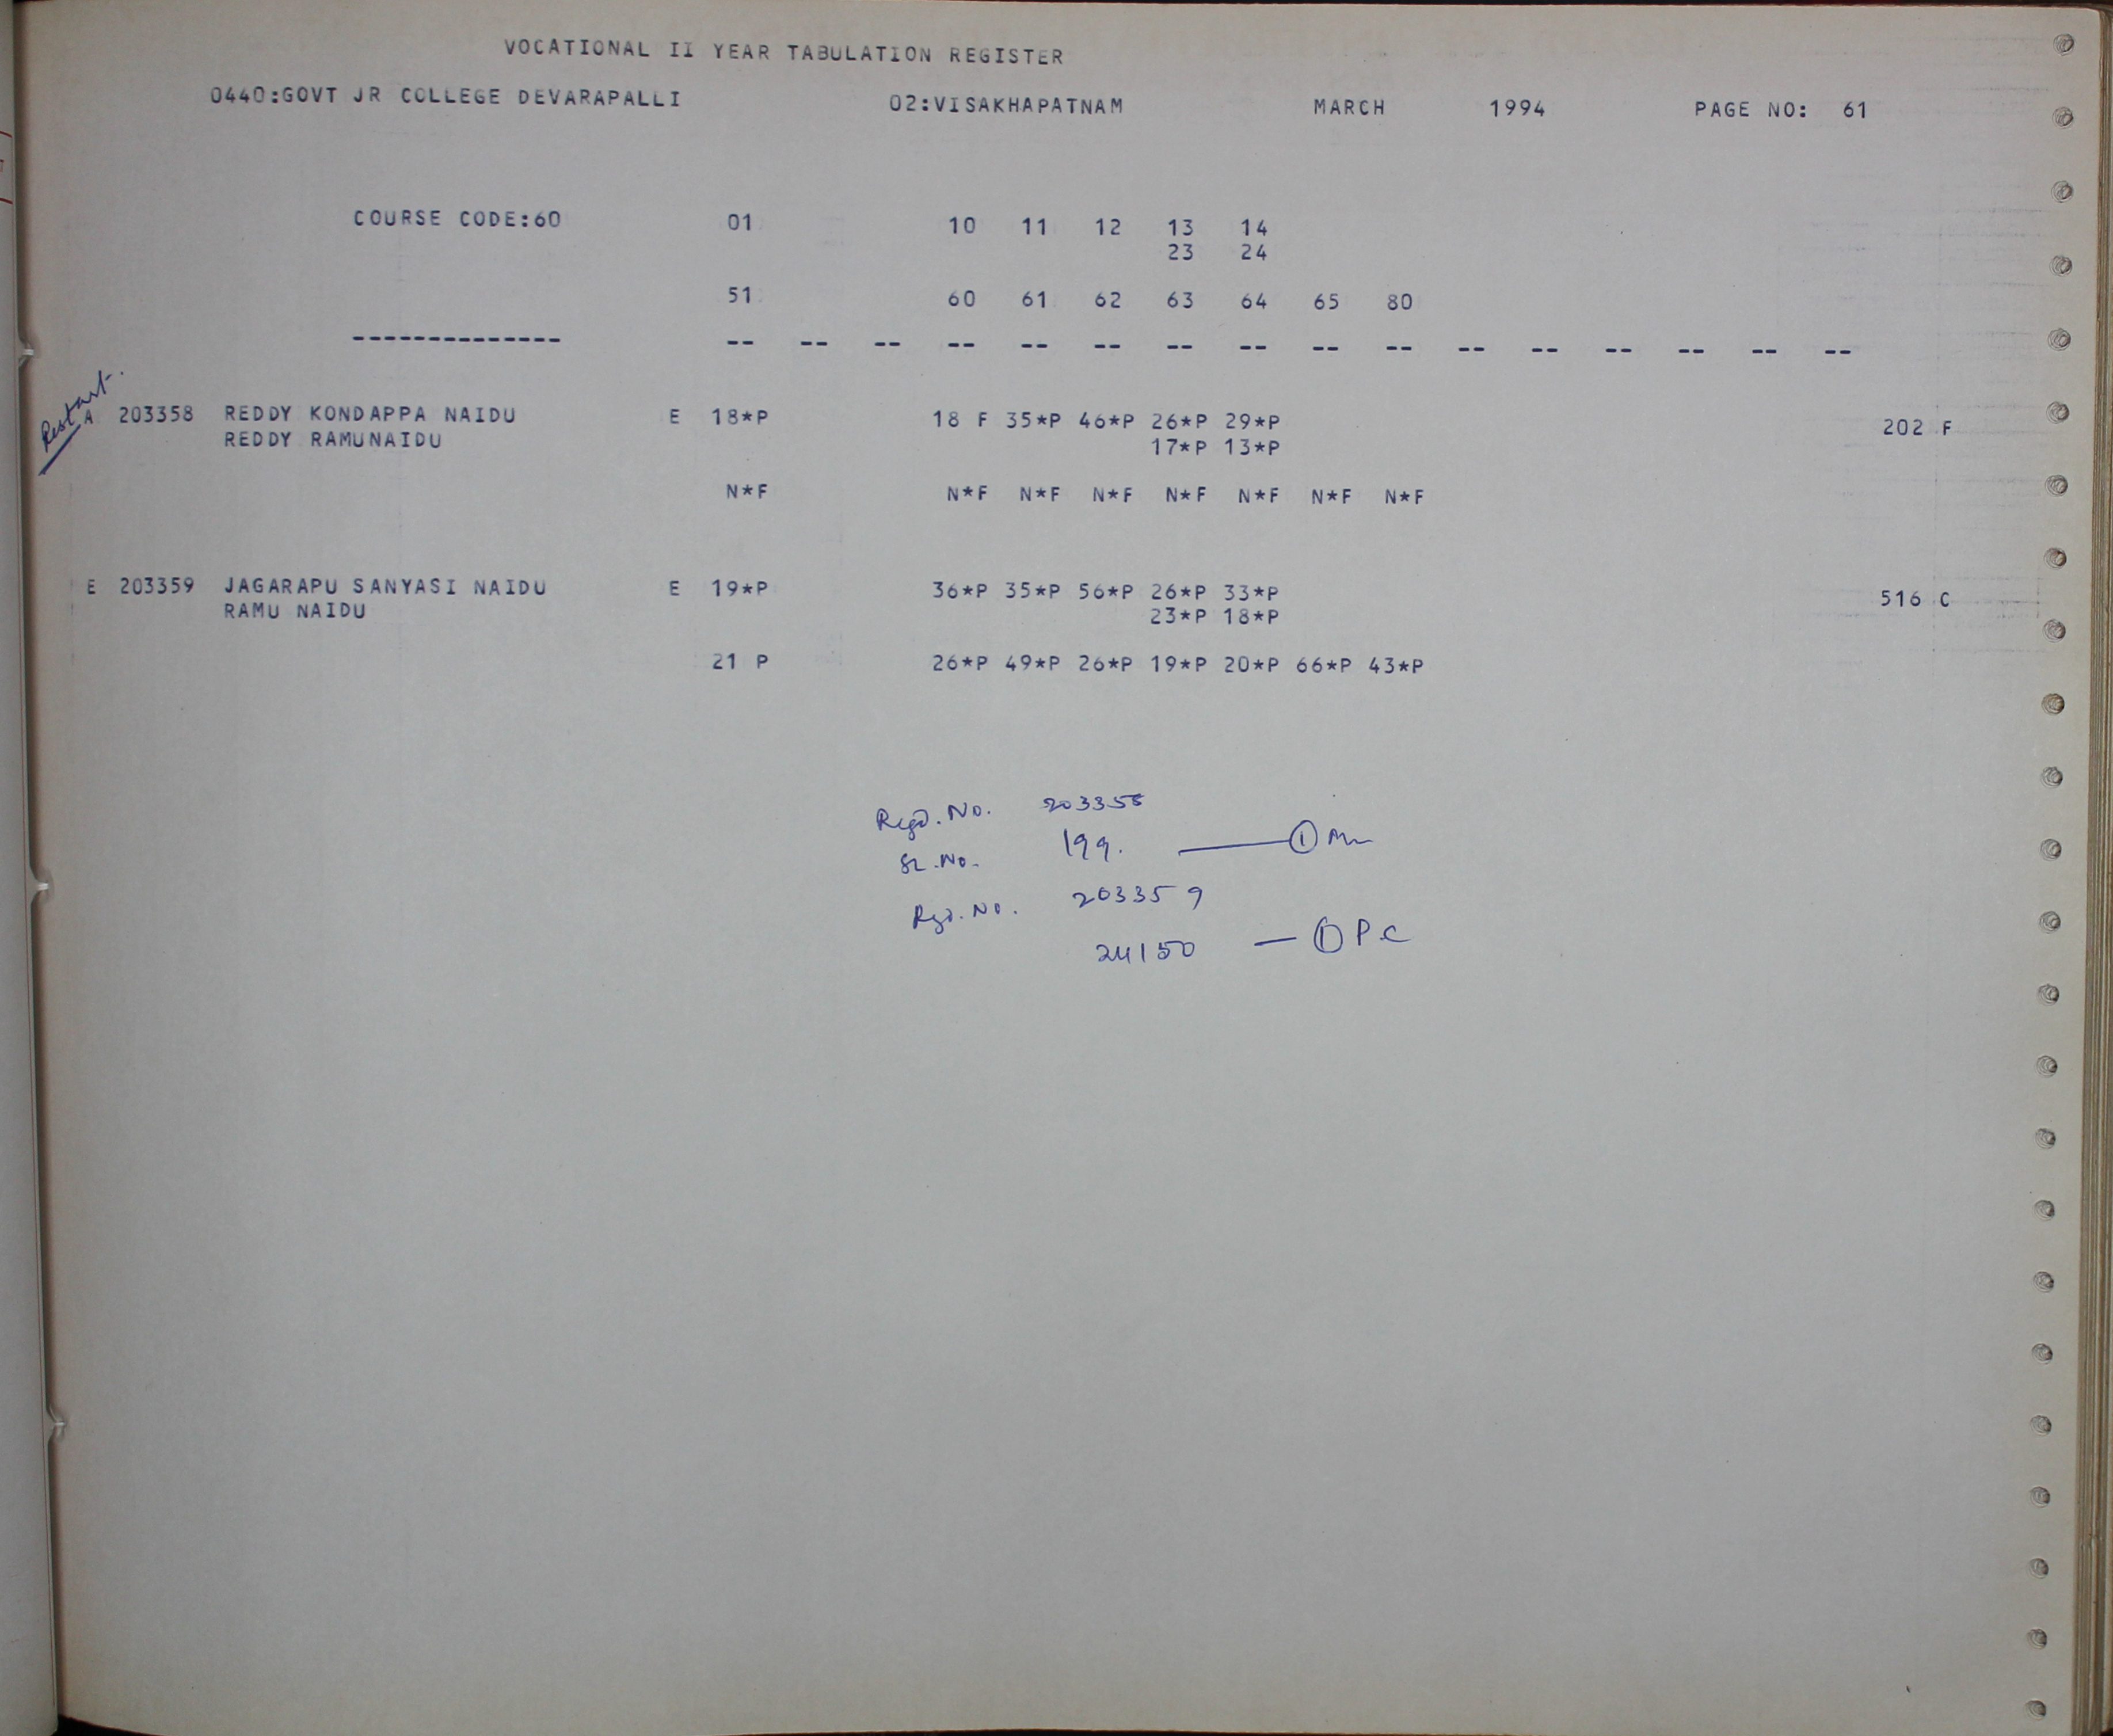 VOCATIONAL II YEAR TABULATION REGISTER
0440:GOVT JR COLLEGE DEVARAPALLI 02:VISAKHAPATNAM MARCH 1994 PAGE NO: 61
COURSE CODE:60 01 10 11 12 13 14
23 24
51 60 61 62 63 64 65 80
-------------- -- -- -- -- -- -- -- -- -- -- -- -- -- -- -- --
Restart.
A 203358 REDDY KONDAPPA NAIDU E 18*P 18 F 35*P 46*P 26*P 29*P 202 F
REDDY RAMUNAIDU 17*P 13*P
N*F N*F N*F N*F N*F N*F N*F N*F
E 203359 JAGARAPU SANYASI NAIDU E 19*P 36*P 35*P 56*P 26*P 33*P 516 C
RAMU NAIDU 23*P 18*P
21 P 26*P 49*P 26*P 19*P 20*P 66*P 43*P
Regd. No. 203358
SL. No. 199. — 1
Regd. No. 203359
24150 — 1 P.C